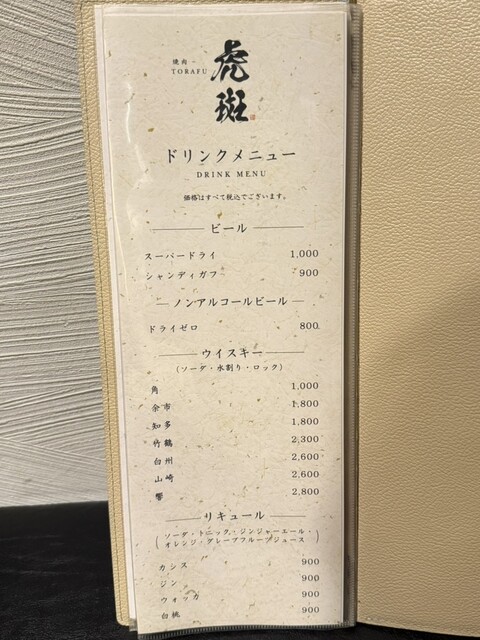 焼肉
TORAFU
虎斑
ドリンクメニュー
DRINK MENU
価格はすべて税込でございます。
ビール
スーパードライ 1,000
シャンディガフ 900
ノンアルコールビール
ドライゼロ 800
ウイスキー
(ソーダ・水割り・ロック)
角 1,000
余市 1,800
知多 1,800
竹鶴 2,300
白州 2,600
山崎 2,600
響 2,800
リキュール
(ソーダ・トニック・ジンジャーエール・
オレンジ・グレープフルーツジュース)
カシス 900
ジン 900
ウォッカ 900
白桃 900